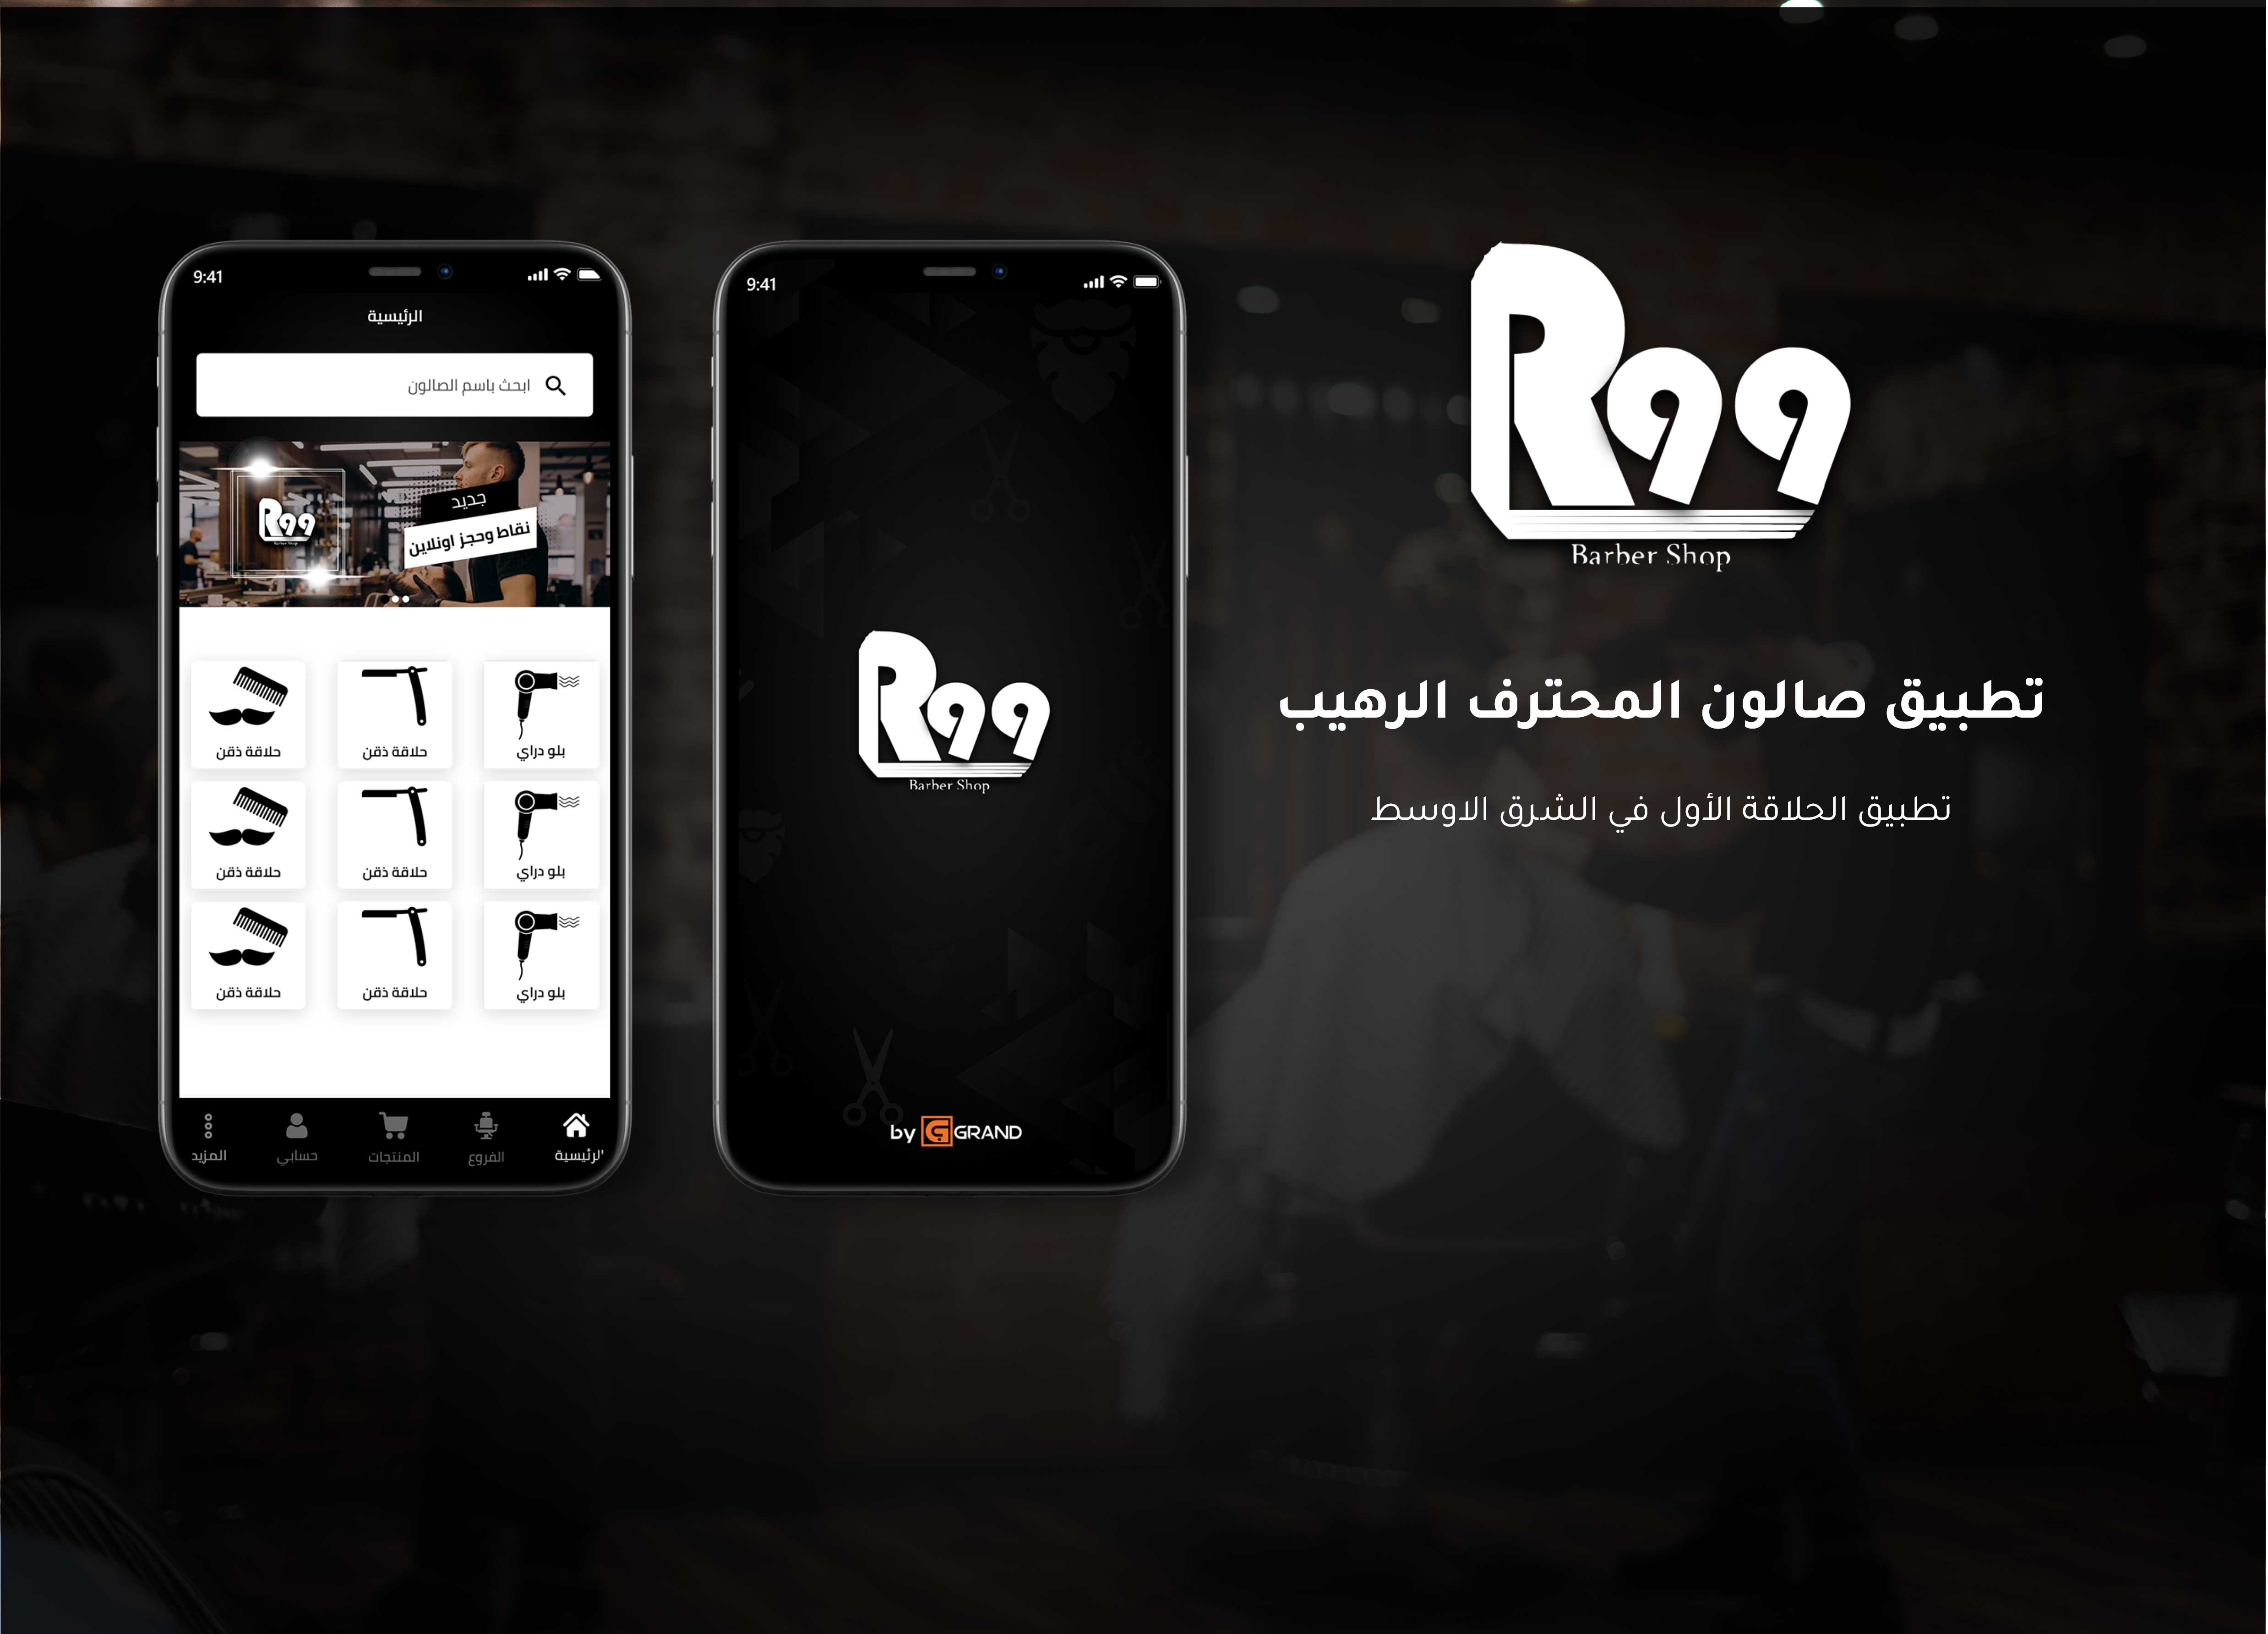 R99
Barber Shop
تطبيق صالون المحترف الرهيب
تطبيق الحلاقة الأول في الشرق الاوسط
9:41
R99
Barber Shop
by G GRAND
9:41
الرئيسية
ابحث باسم الصالون
جديد
نقاط وحجز اونلاين
R99
Barber Shop
بلو دراي
حلاقة ذقن
حلاقة ذقن
بلو دراي
حلاقة ذقن
حلاقة ذقن
بلو دراي
حلاقة ذقن
حلاقة ذقن
الرئيسية
الفروع
المنتجات
حسابي
المزيد